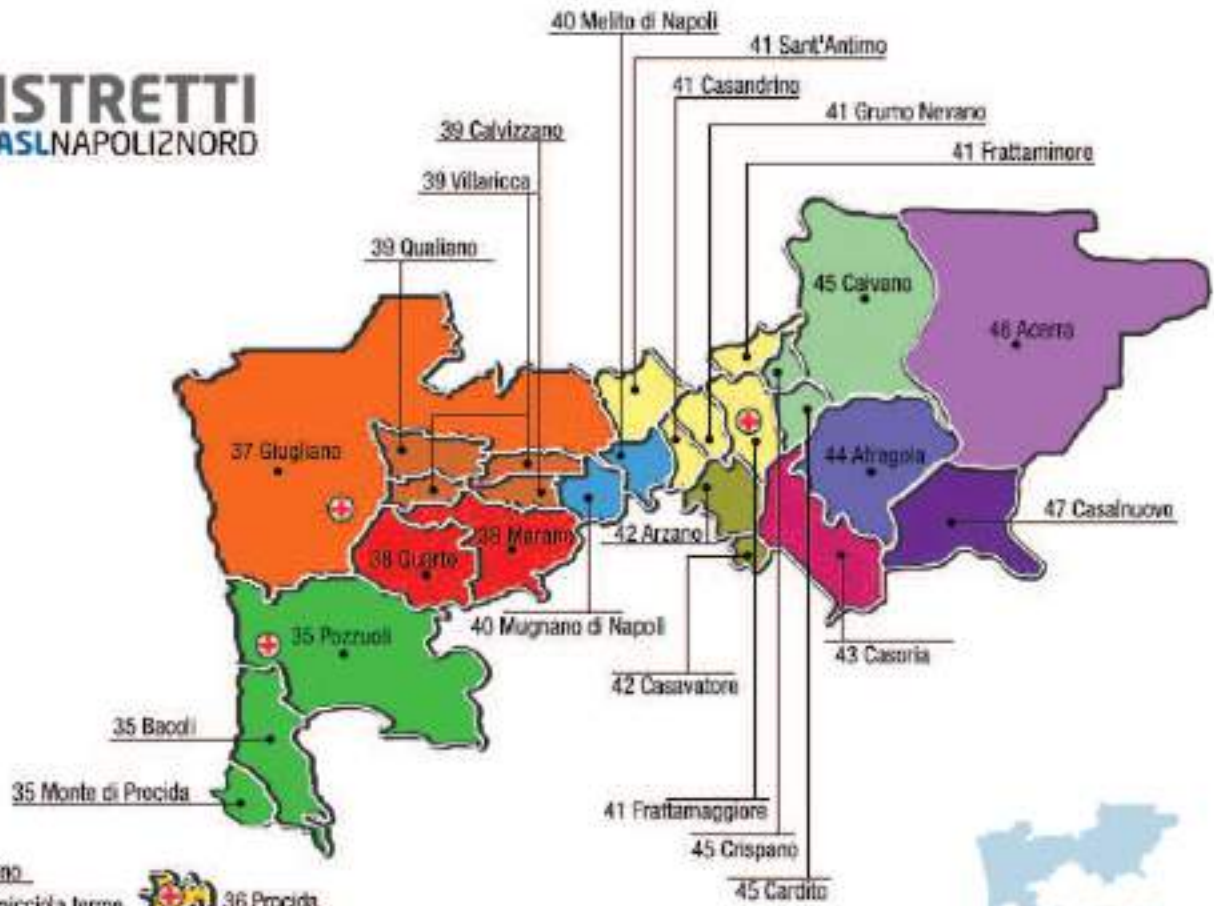 ISTRETTI
ASLNAPOLI2NORD
40 Melito di Napoli
41 Sant'Antimo
41 Casandrino
41 Grumo Nevano
41 Frattaminore
39 Calvizzano
39 Villaricca
39 Qualiano
45 Caivano
46 Acerra
37 Giugliano
44 Afragola
47 Casalnuovo
38 Marano
42 Arzano
38 Quarto
40 Mugnano di Napoli
35 Pozzuoli
43 Casoria
42 Casavatore
35 Bacoli
35 Monte di Procida
41 Frattamaggiore
45 Crispano
45 Cardito
36 Procida